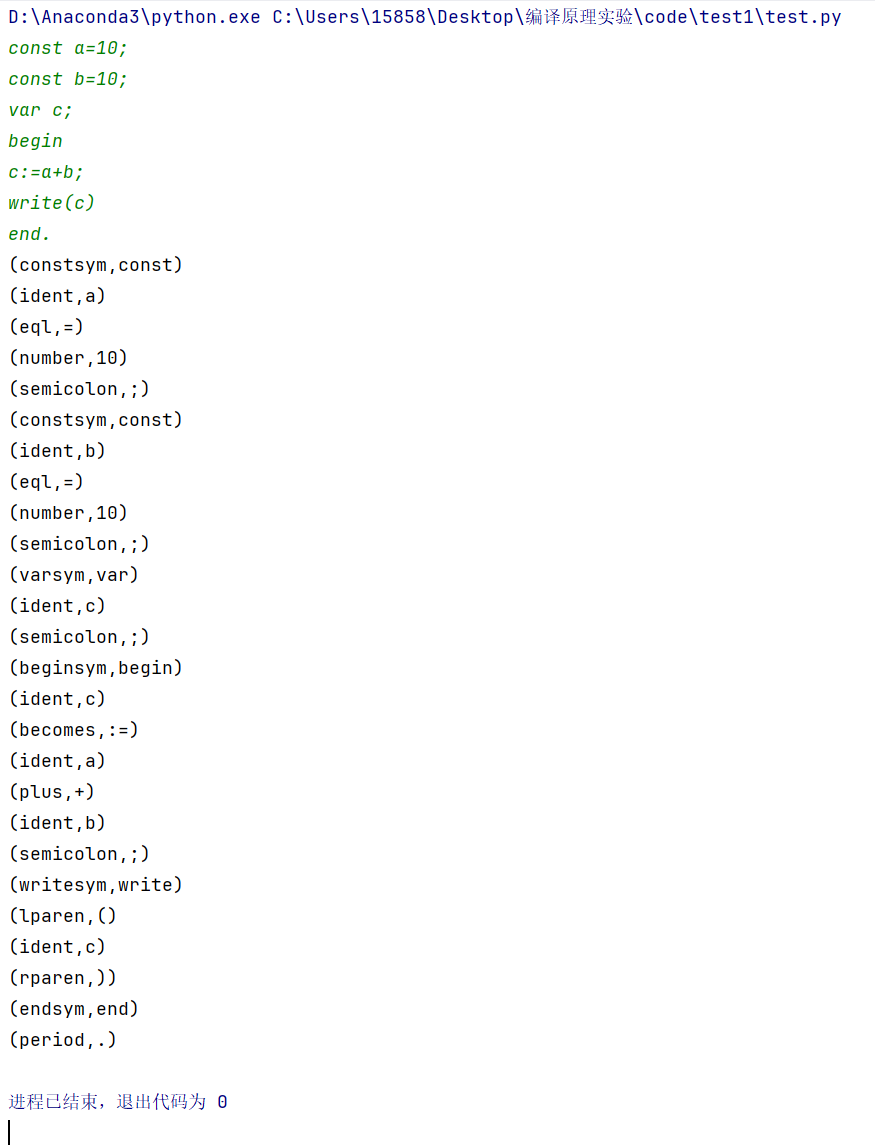 D:\Anaconda3\python.exe C:\Users\15858\Desktop\编译原理实验\code\test1\test.py
const a=10;
const b=10;
var c;
begin
c:=a+b;
write(c)
end.
(constsym,const)
(ident,a)
(eql,=)
(number,10)
(semicolon,;)
(constsym,const)
(ident,b)
(eql,=)
(number,10)
(semicolon,;)
(varsym,var)
(ident,c)
(semicolon,;)
(beginsym,begin)
(ident,c)
(becomes,:=)
(ident,a)
(plus,+)
(ident,b)
(semicolon,;)
(writesym,write)
(lparen,()
(ident,c)
(rparen,))
(endsym,end)
(period,.)
进程已结束，退出代码为 0